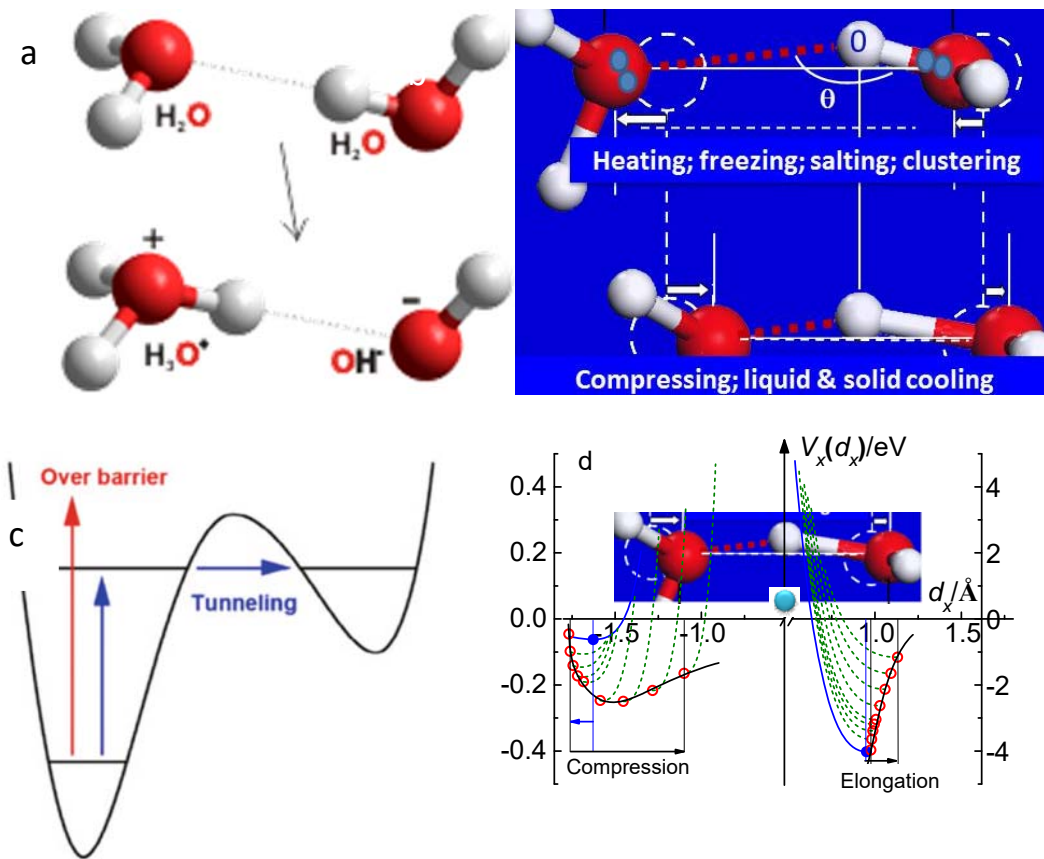 a
H₂O
H₂O
+
H₃O⁺
−
OH⁻
0
θ
Heating; freezing; salting; clustering
Compressing; liquid & solid cooling
c
Over barrier
Tunneling
d
Vₓ(dₓ)/eV
0.4
0.2
0.0
-0.2
-0.4
4
2
0
-2
-4
dₓ/Å
-1.5
-1.0
1.0
1.5
Compression
Elongation